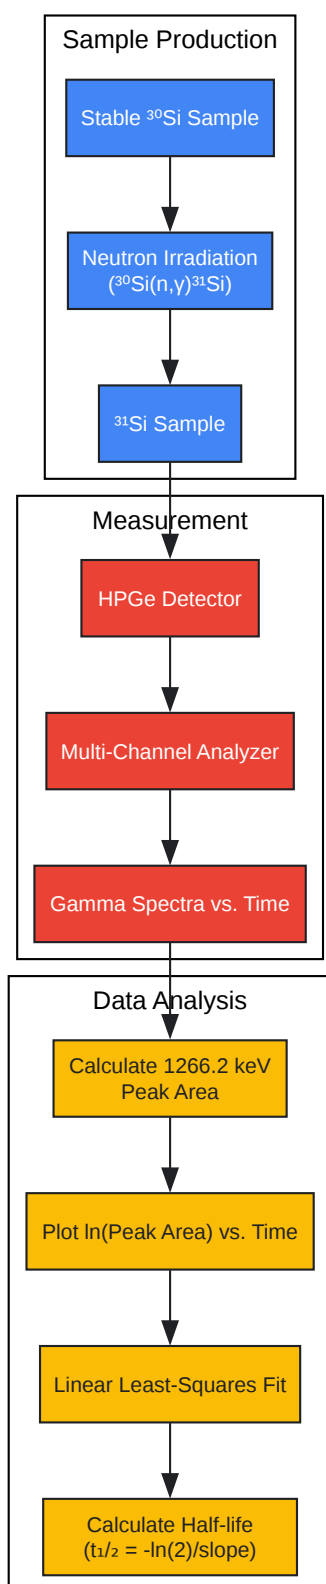 Sample Production
Stable ³⁰Si Sample
Neutron Irradiation
(³⁰Si(n,γ)³¹Si)
³¹Si Sample
Measurement
HPGe Detector
Multi-Channel Analyzer
Gamma Spectra vs. Time
Data Analysis
Calculate 1266.2 keV
Peak Area
Plot ln(Peak Area) vs. Time
Linear Least-Squares Fit
Calculate Half-life
(t₁/₂ = -ln(2)/slope)